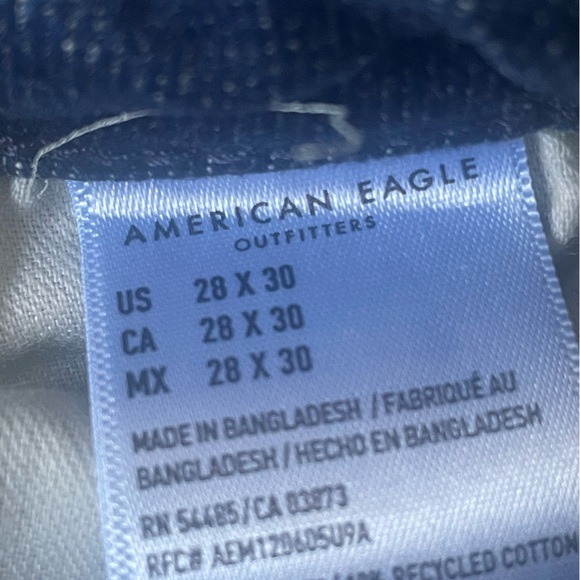 AMERICAN EAGLE
OUTFITTERS
US 28 X 30
CA 28 X 30
MX 28 X 30
MADE IN BANGLADESH / FABRIQUÉ AU
BANGLADESH / HECHO EN BANGLADESH
RN 54485/CA 03873
RFC# AEM120605U9A
RECYCLED COTTON